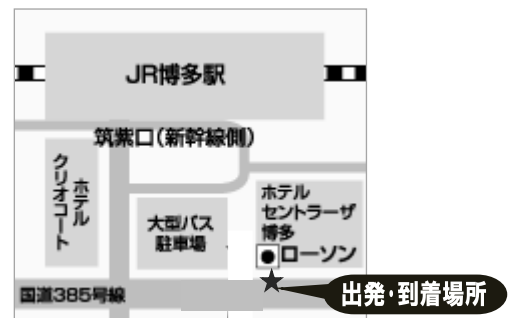 JR博多駅
筑紫口(新幹線側)
ホテル
クリオコート
大型バス
駐車場
ホテル
セントラーザ
博多
ローソン
国道385号線
出発・到着場所